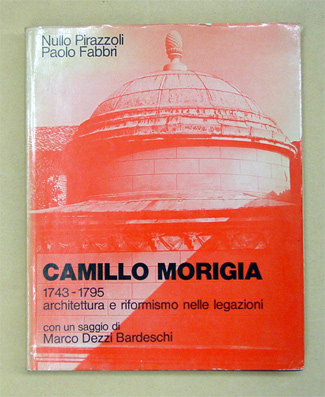 Nullo Pirazzoli
Paolo Fabbri
CAMILLO MORIGIA
1743-1795
architettura e riformismo nelle legazioni
con un saggio di
Marco Dezzi Bardeschi